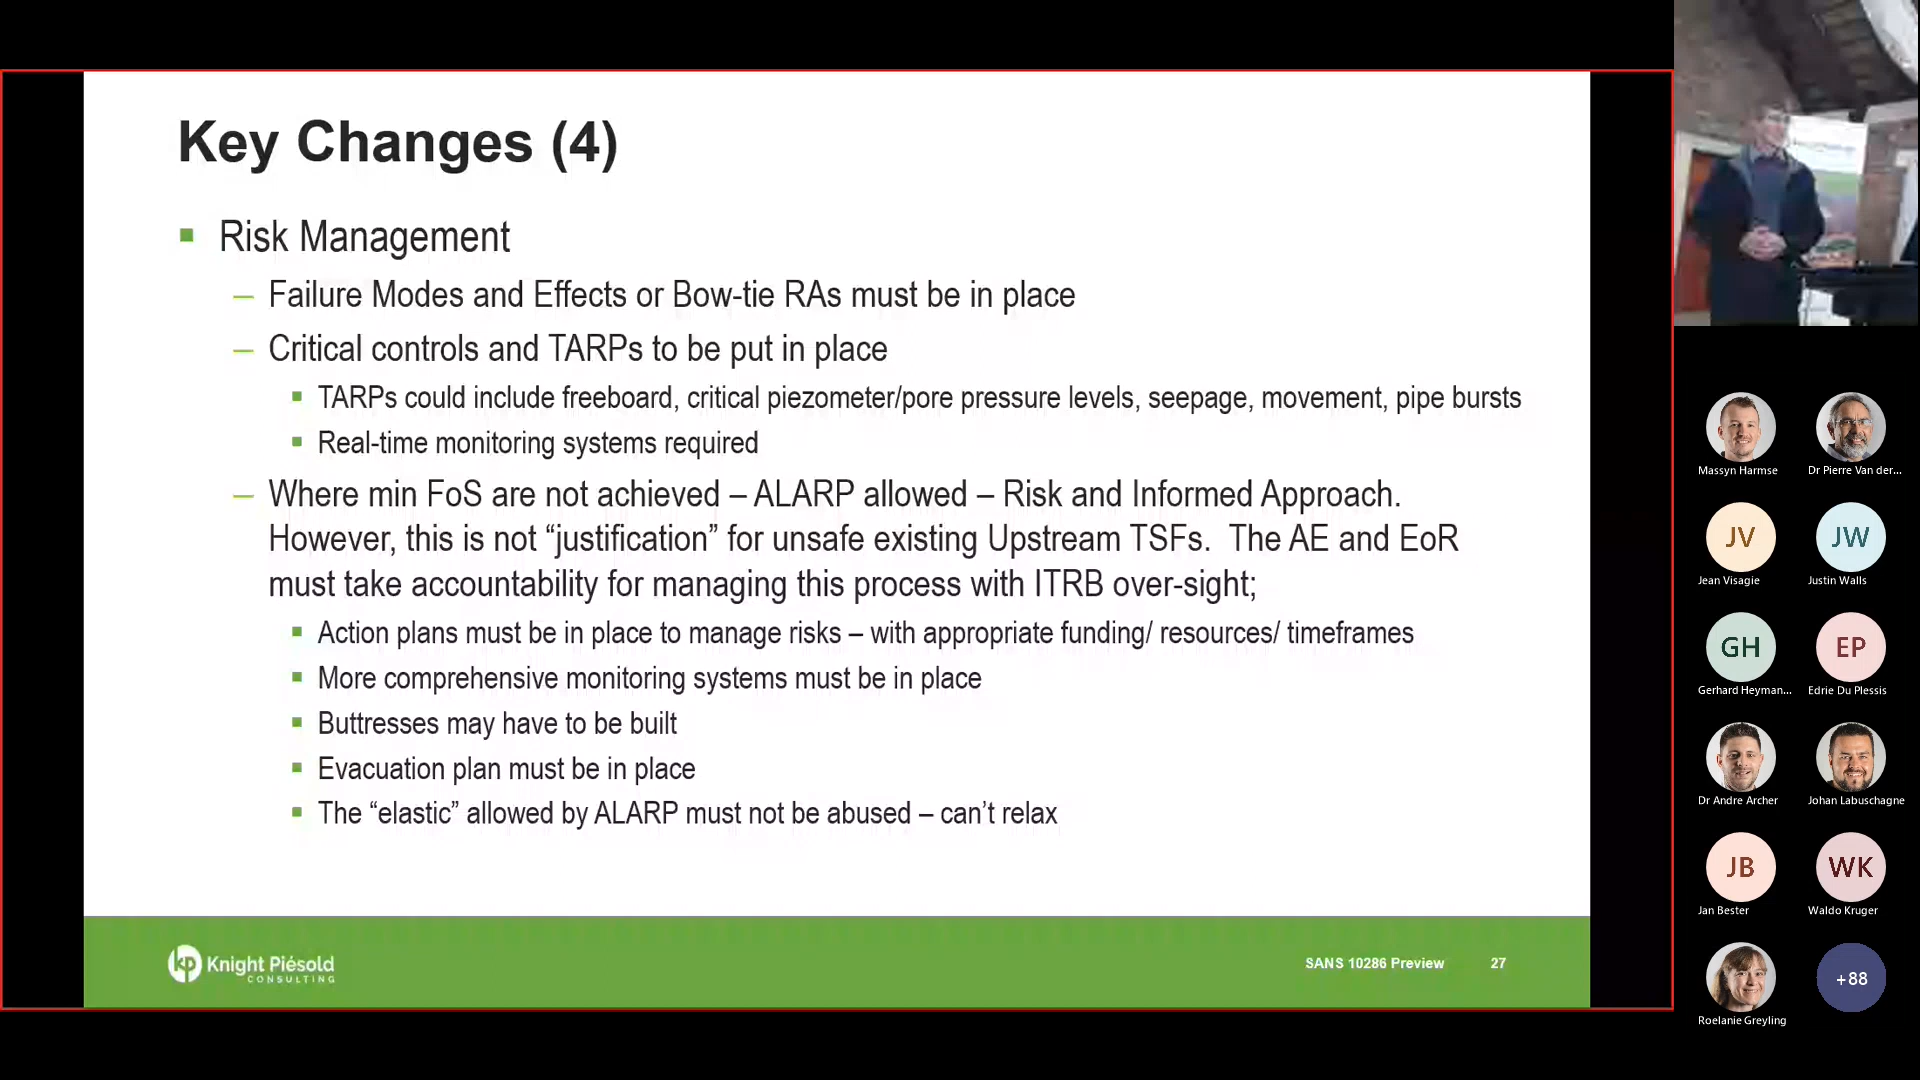 Key Changes (4)
Risk Management
– Failure Modes and Effects or Bow-tie RAs must be in place
– Critical controls and TARPs to be put in place
TARPs could include freeboard, critical piezometer/pore pressure levels, seepage, movement, pipe bursts
Real-time monitoring systems required
– Where min FoS are not achieved – ALARP allowed – Risk and Informed Approach.
However, this is not “justification” for unsafe existing Upstream TSFs. The AE and EoR
must take accountability for managing this process with ITRB over-sight;
Action plans must be in place to manage risks – with appropriate funding/ resources/ timeframes
More comprehensive monitoring systems must be in place
Buttresses may have to be built
Evacuation plan must be in place
The “elastic” allowed by ALARP must not be abused – can’t relax
kp Knight Piésold
CONSULTING
SANS 10286 Preview 27
Massyn Harmse
Dr Pierre Van der...
JV
JW
Jean Visagie
Justin Walls
GH
EP
Gerhard Heyman...
Edrie Du Plessis
Dr Andre Archer
Johan Labuschagne
JB
WK
Jan Bester
Waldo Kruger
+88
Roelanie Greyling